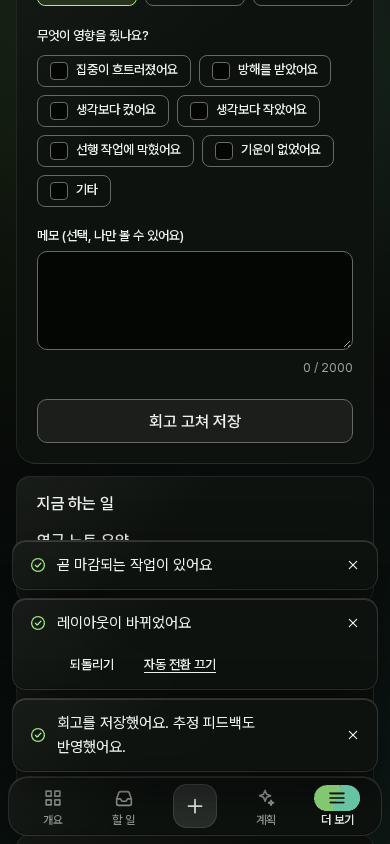 무엇이 영향을 줬나요?
집중이 흐트러졌어요
방해를 받았어요
생각보다 컸어요
생각보다 작았어요
선행 작업에 막혔어요
기운이 없었어요
기타
메모 (선택, 나만 볼 수 있어요)
0 / 2000
회고 고쳐 저장
지금 하는 일
곧 마감되는 작업이 있어요
레이아웃이 바뀌었어요
되돌리기
자동 전환 끄기
회고를 저장했어요. 추정 피드백도
반영했어요.
개요
할 일
계획
더 보기